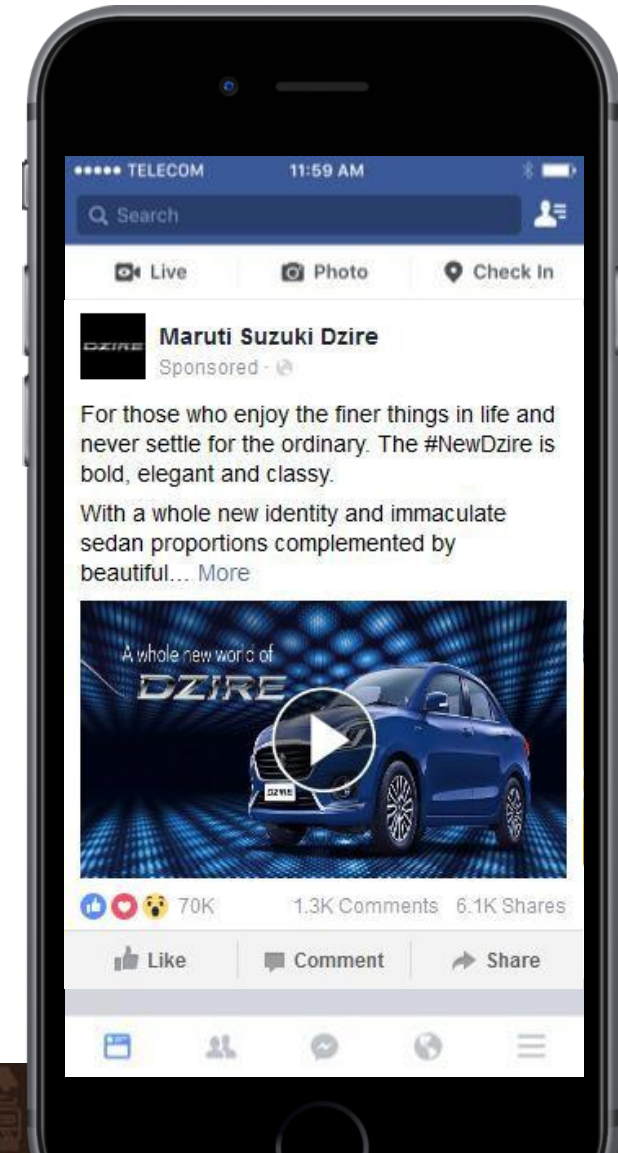 TELECOM 11:59 AM
Search
Live Photo Check In
DZIRE
Maruti Suzuki Dzire
Sponsored ·
For those who enjoy the finer things in life and
never settle for the ordinary. The #NewDzire is
bold, elegant and classy.
With a whole new identity and immaculate
sedan proportions complemented by
beautiful... More
A whole new world of
DZIRE
DZIRE
70K 1.3K Comments 6.1K Shares
Like Comment Share